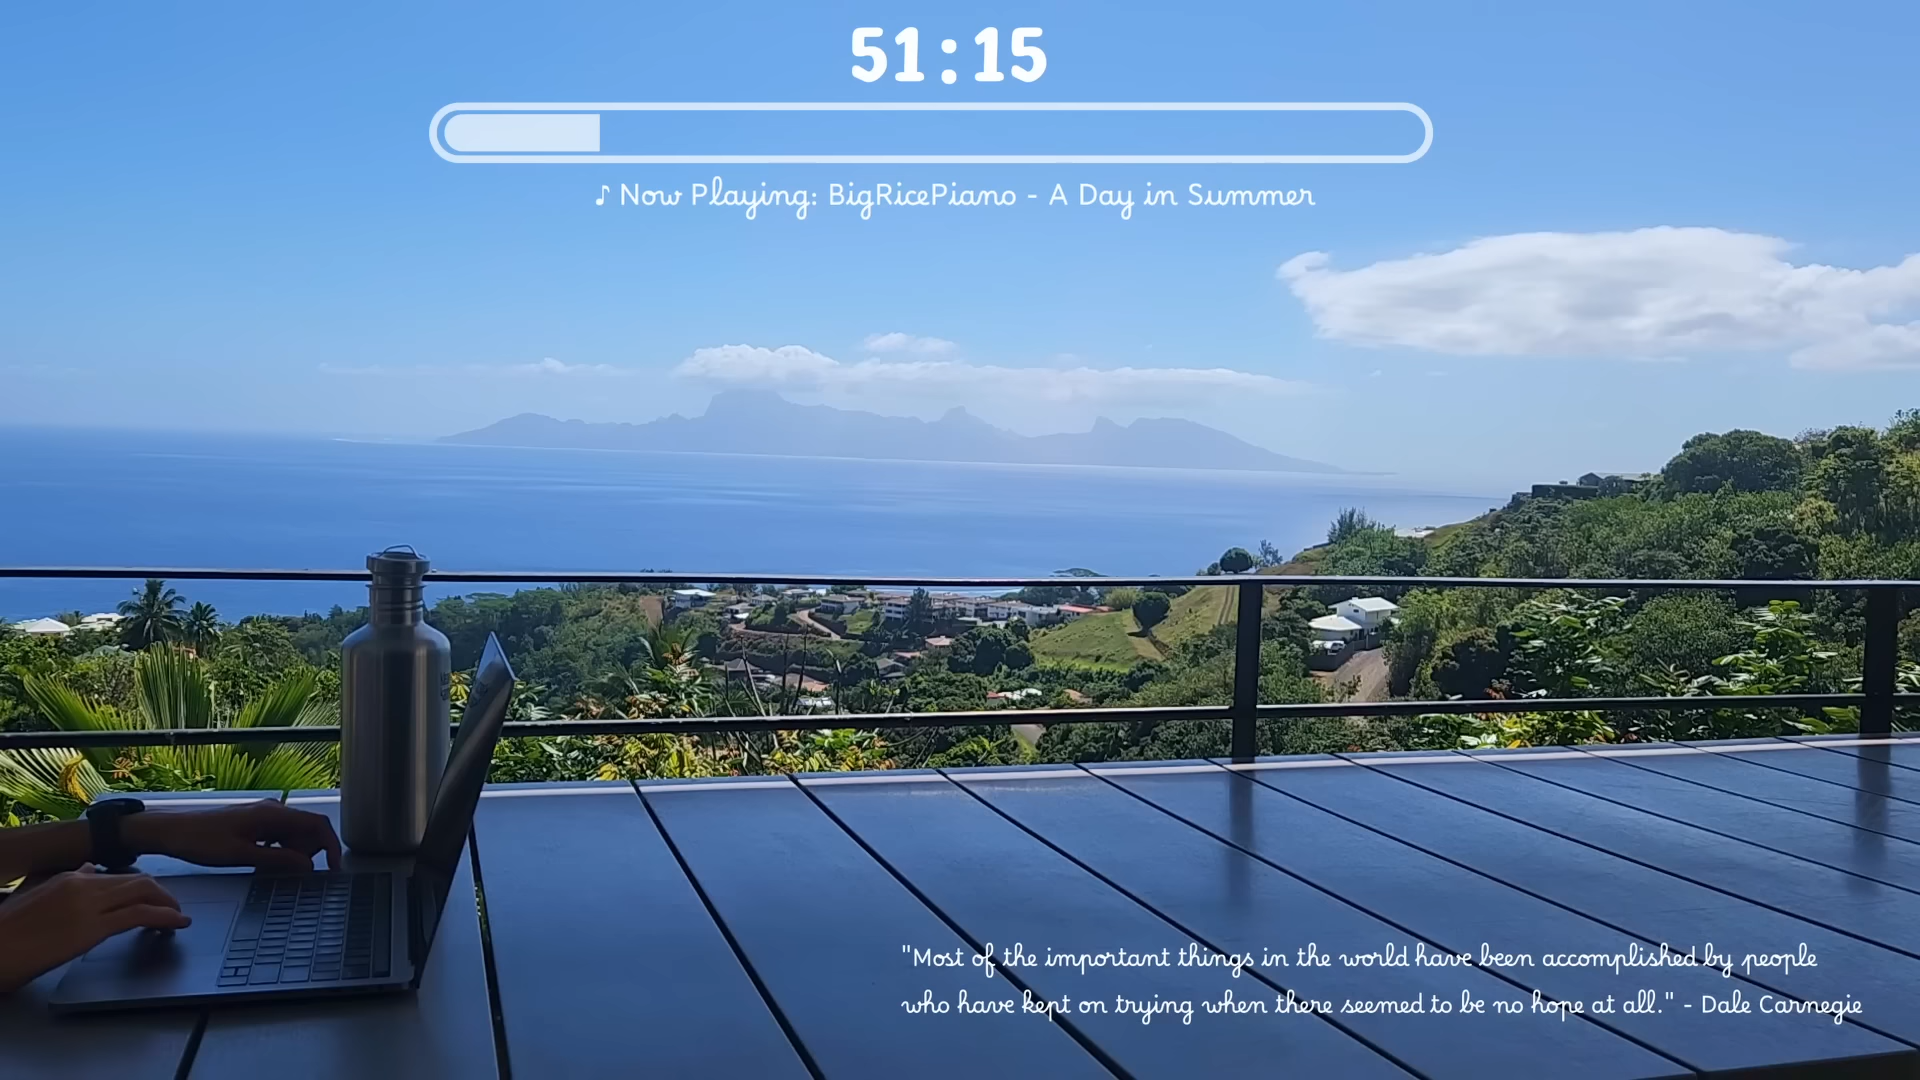 51:15
♪ Now Playing: BigRicePiano - A Day in Summer
"Most of the important things in the world have been accomplished by people
who have kept on trying when there seemed to be no hope at all." - Dale Carnegie